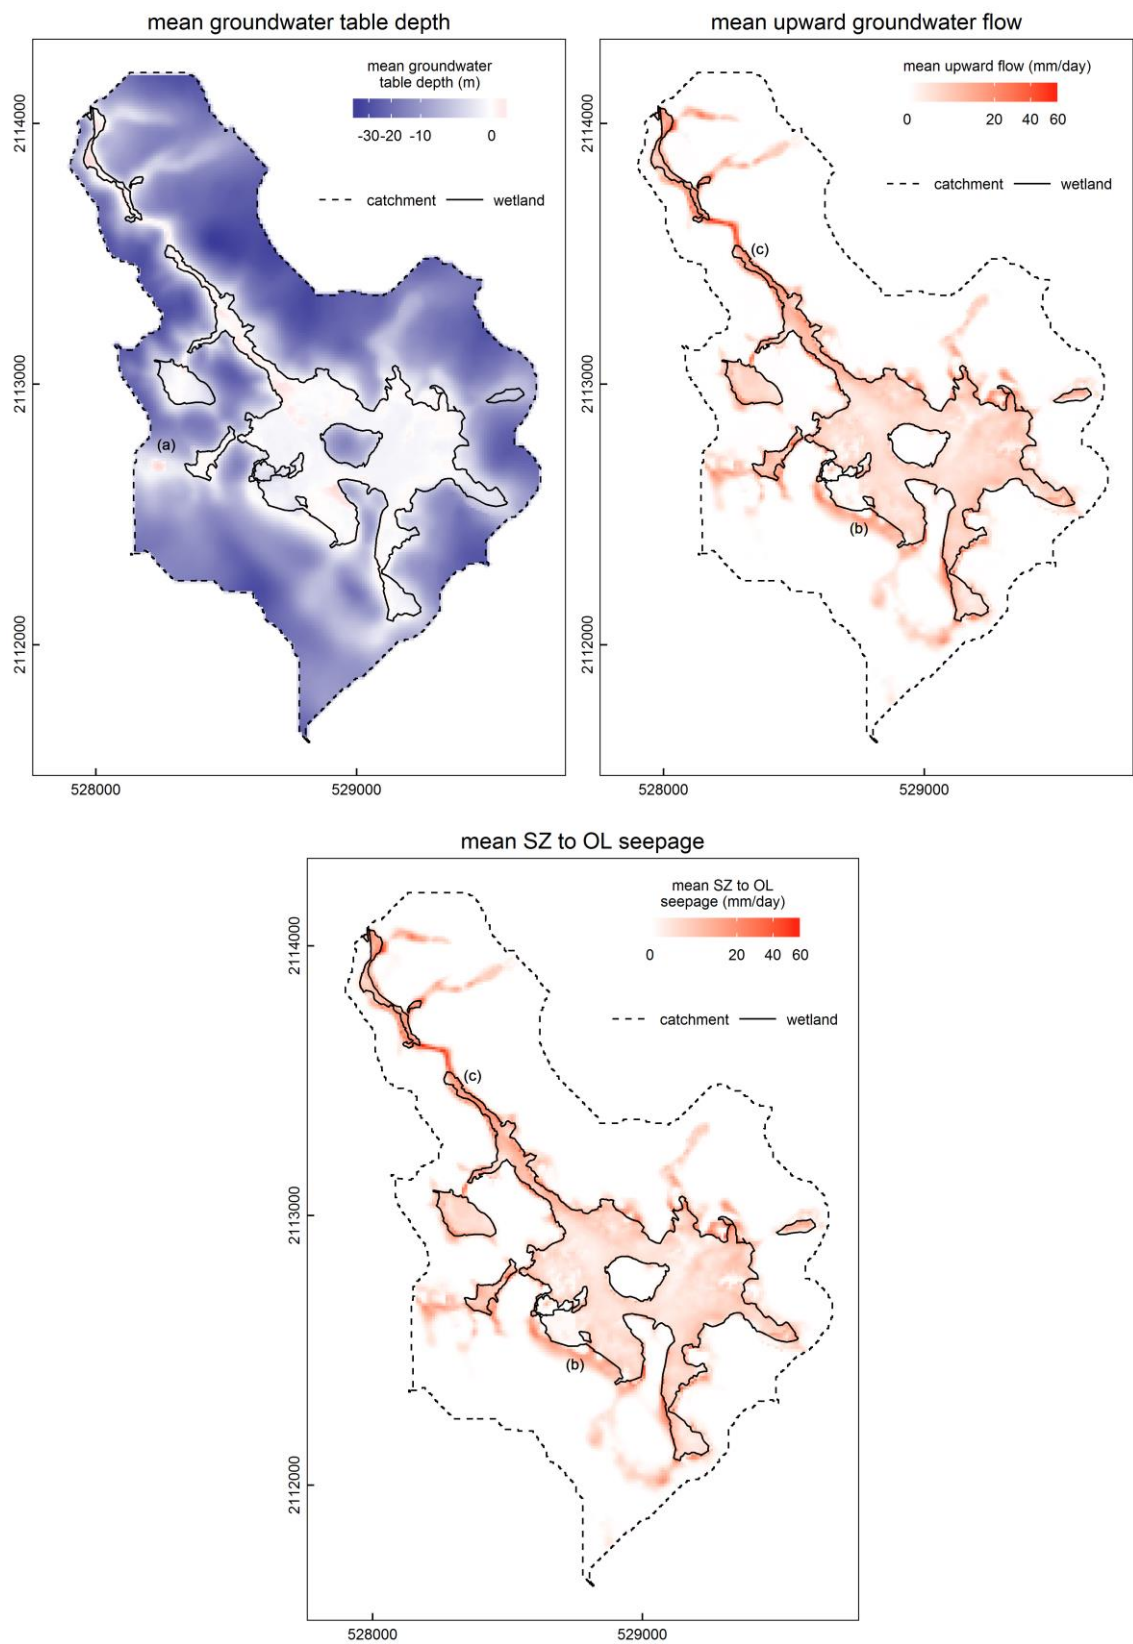 mean groundwater table depth
mean groundwater
table depth (m)
-30-20 -10 0
catchment wetland
2114000
2113000
2112000
(a)
528000 529000
mean upward groundwater flow
mean upward flow (mm/day)
0 20 40 60
catchment wetland
2114000
2113000
2112000
(c)
(b)
528000 529000
mean SZ to OL seepage
mean SZ to OL
seepage (mm/day)
0 20 40 60
catchment wetland
2114000
2113000
2112000
(c)
(b)
528000 529000